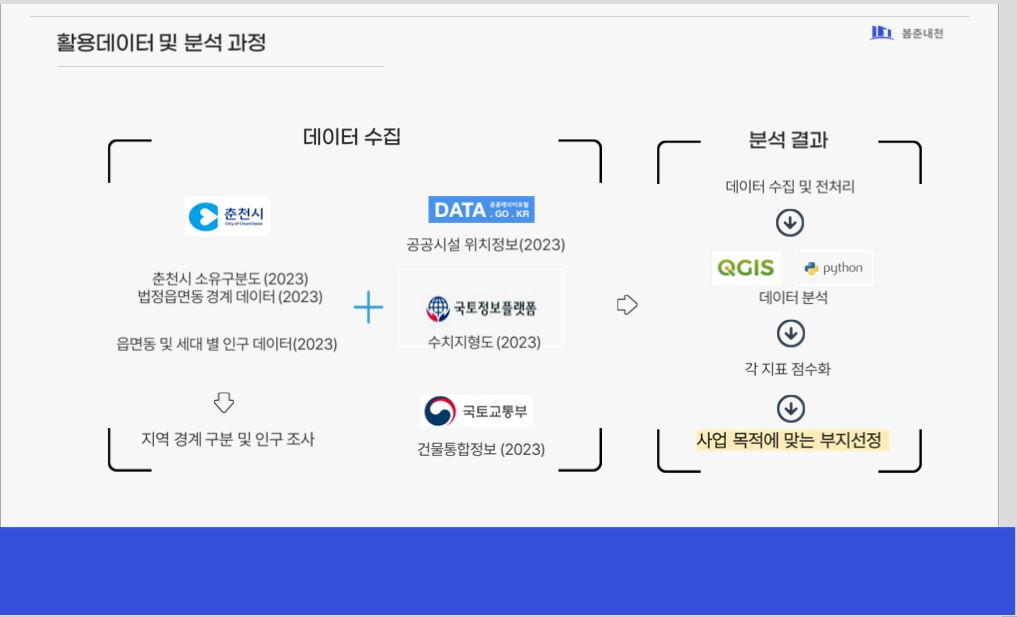 활용데이터 및 분석 과정
봄춘내천
데이터 수집
춘천시
City of ChunCheon
춘천시 소유구분도 (2023)
법정읍면동 경계 데이터 (2023)
읍면동 및 세대 별 인구 데이터(2023)
지역 경계 구분 및 인구 조사
DATA 공공데이터포털
.GO.KR
공공시설 위치정보(2023)
국토정보플랫폼
수치지형도 (2023)
국토교통부
건물통합정보 (2023)
분석 결과
데이터 수집 및 전처리
QGIS python
데이터 분석
각 지표 점수화
사업 목적에 맞는 부지선정